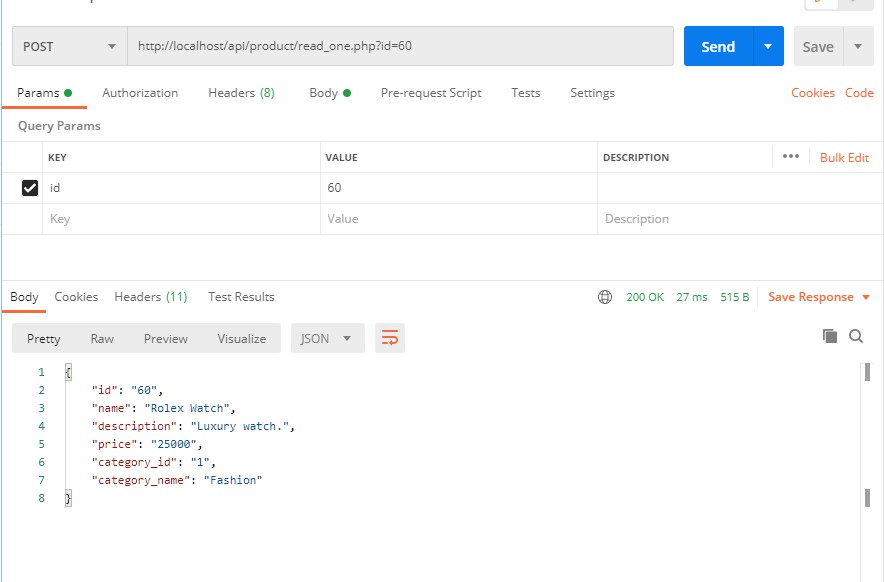 POST http://localhost/api/product/read_one.php?id=60 Send Save
Params Authorization Headers (8) Body Pre-request Script Tests Settings Cookies Code
Query Params
KEY VALUE DESCRIPTION ••• Bulk Edit
id 60
Key Value Description
Body Cookies Headers (11) Test Results 200 OK 27 ms 515 B Save Response
Pretty Raw Preview Visualize JSON
1 {
2 "id": "60",
3 "name": "Rolex Watch",
4 "description": "Luxury watch.",
5 "price": "25000",
6 "category_id": "1",
7 "category_name": "Fashion"
8 }